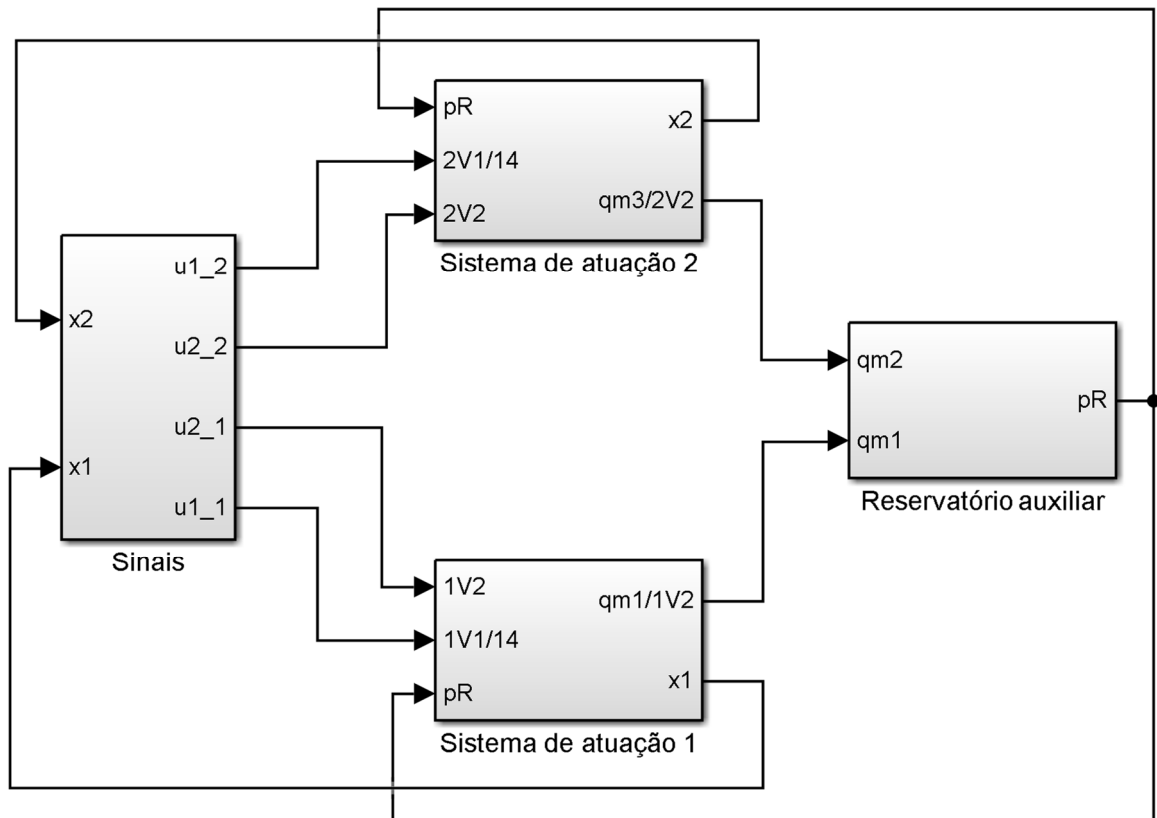 pR
x2
2V1/14
qm3/2V2
2V2
Sistema de atuação 2
u1_2
x2
u2_2
u2_1
x1
u1_1
Sinais
qm2
pR
qm1
Reservatório auxiliar
1V2
qm1/1V2
1V1/14
x1
pR
Sistema de atuação 1